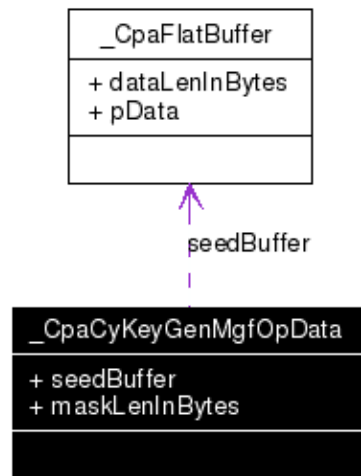 _CpaFlatBuffer
+ dataLenInBytes
+ pData
seedBuffer
_CpaCyKeyGenMgfOpData
+ seedBuffer
+ maskLenInBytes